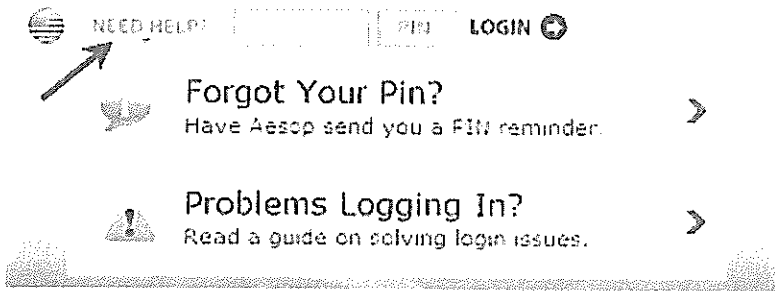 NEED HELP? PIN LOGIN
Forgot Your Pin?
Have Aesop send you a PIN reminder.
Problems Logging In?
Read a guide on solving login issues.